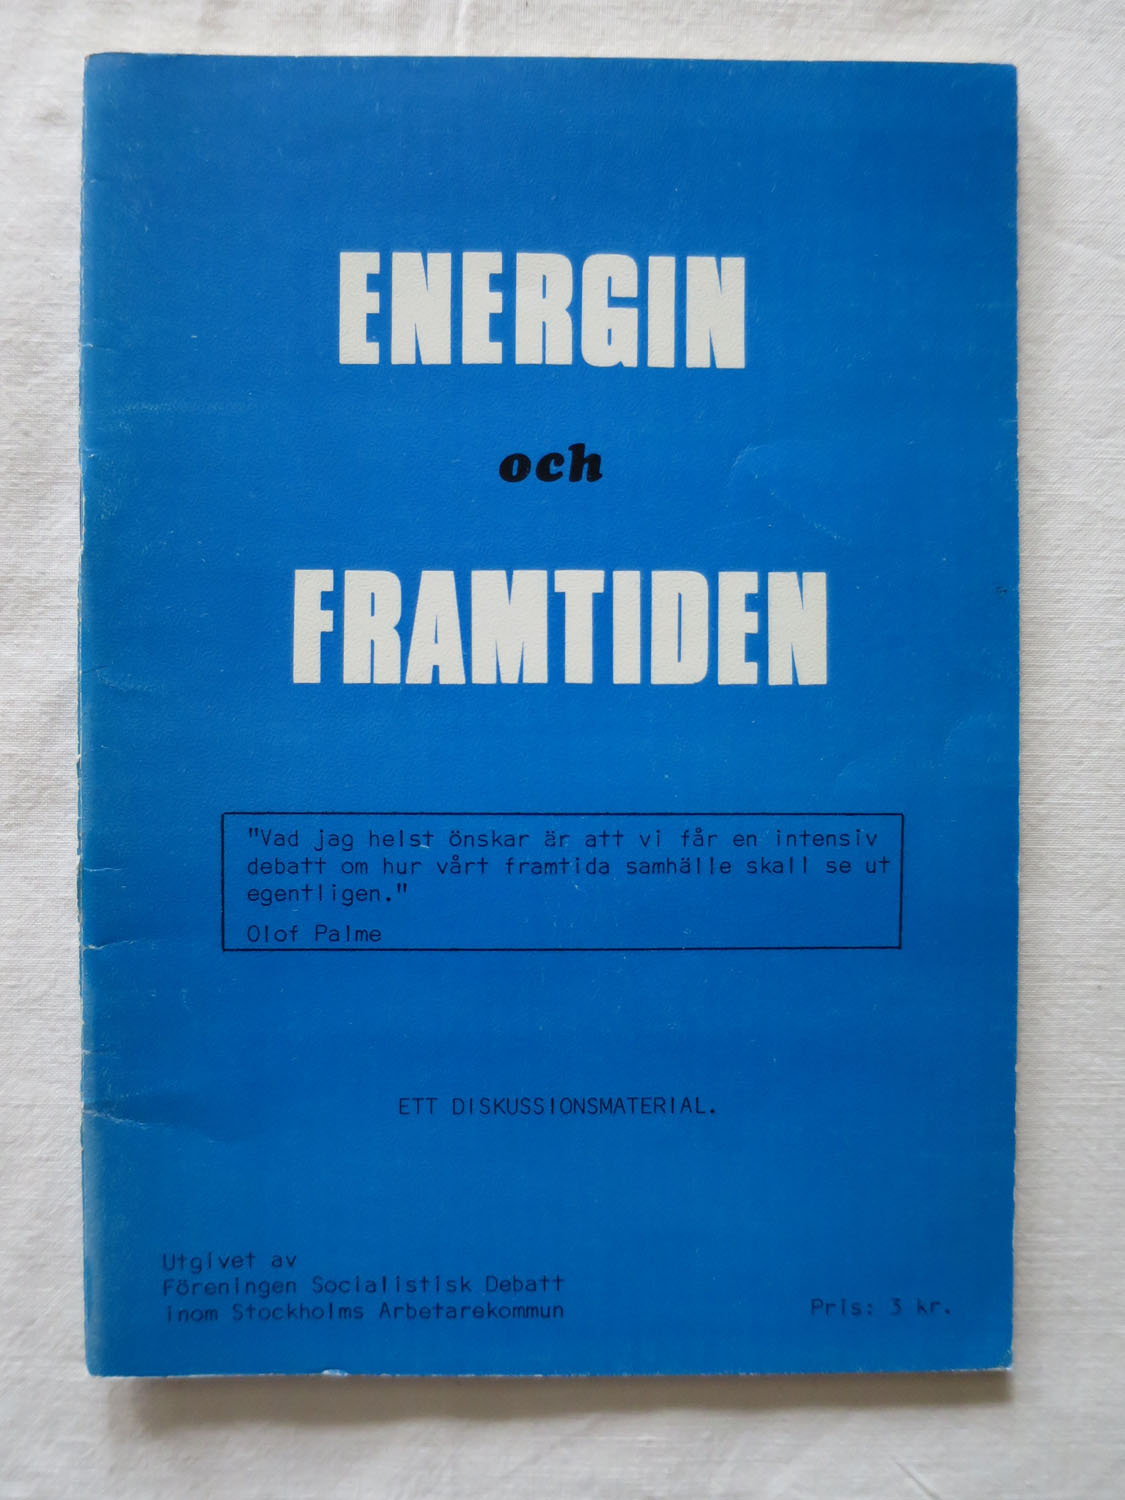 ENERGIN
och
FRAMTIDEN
"Vad jag helst önskar är att vi får en intensiv
debatt om hur vårt framtida samhälle skall se ut
egentligen."
Olof Palme
ETT DISKUSSIONSMATERIAL.
Utgivet av
Föreningen Socialistisk Debatt
inom Stockholms Arbetarekommun
Pris: 3 kr.